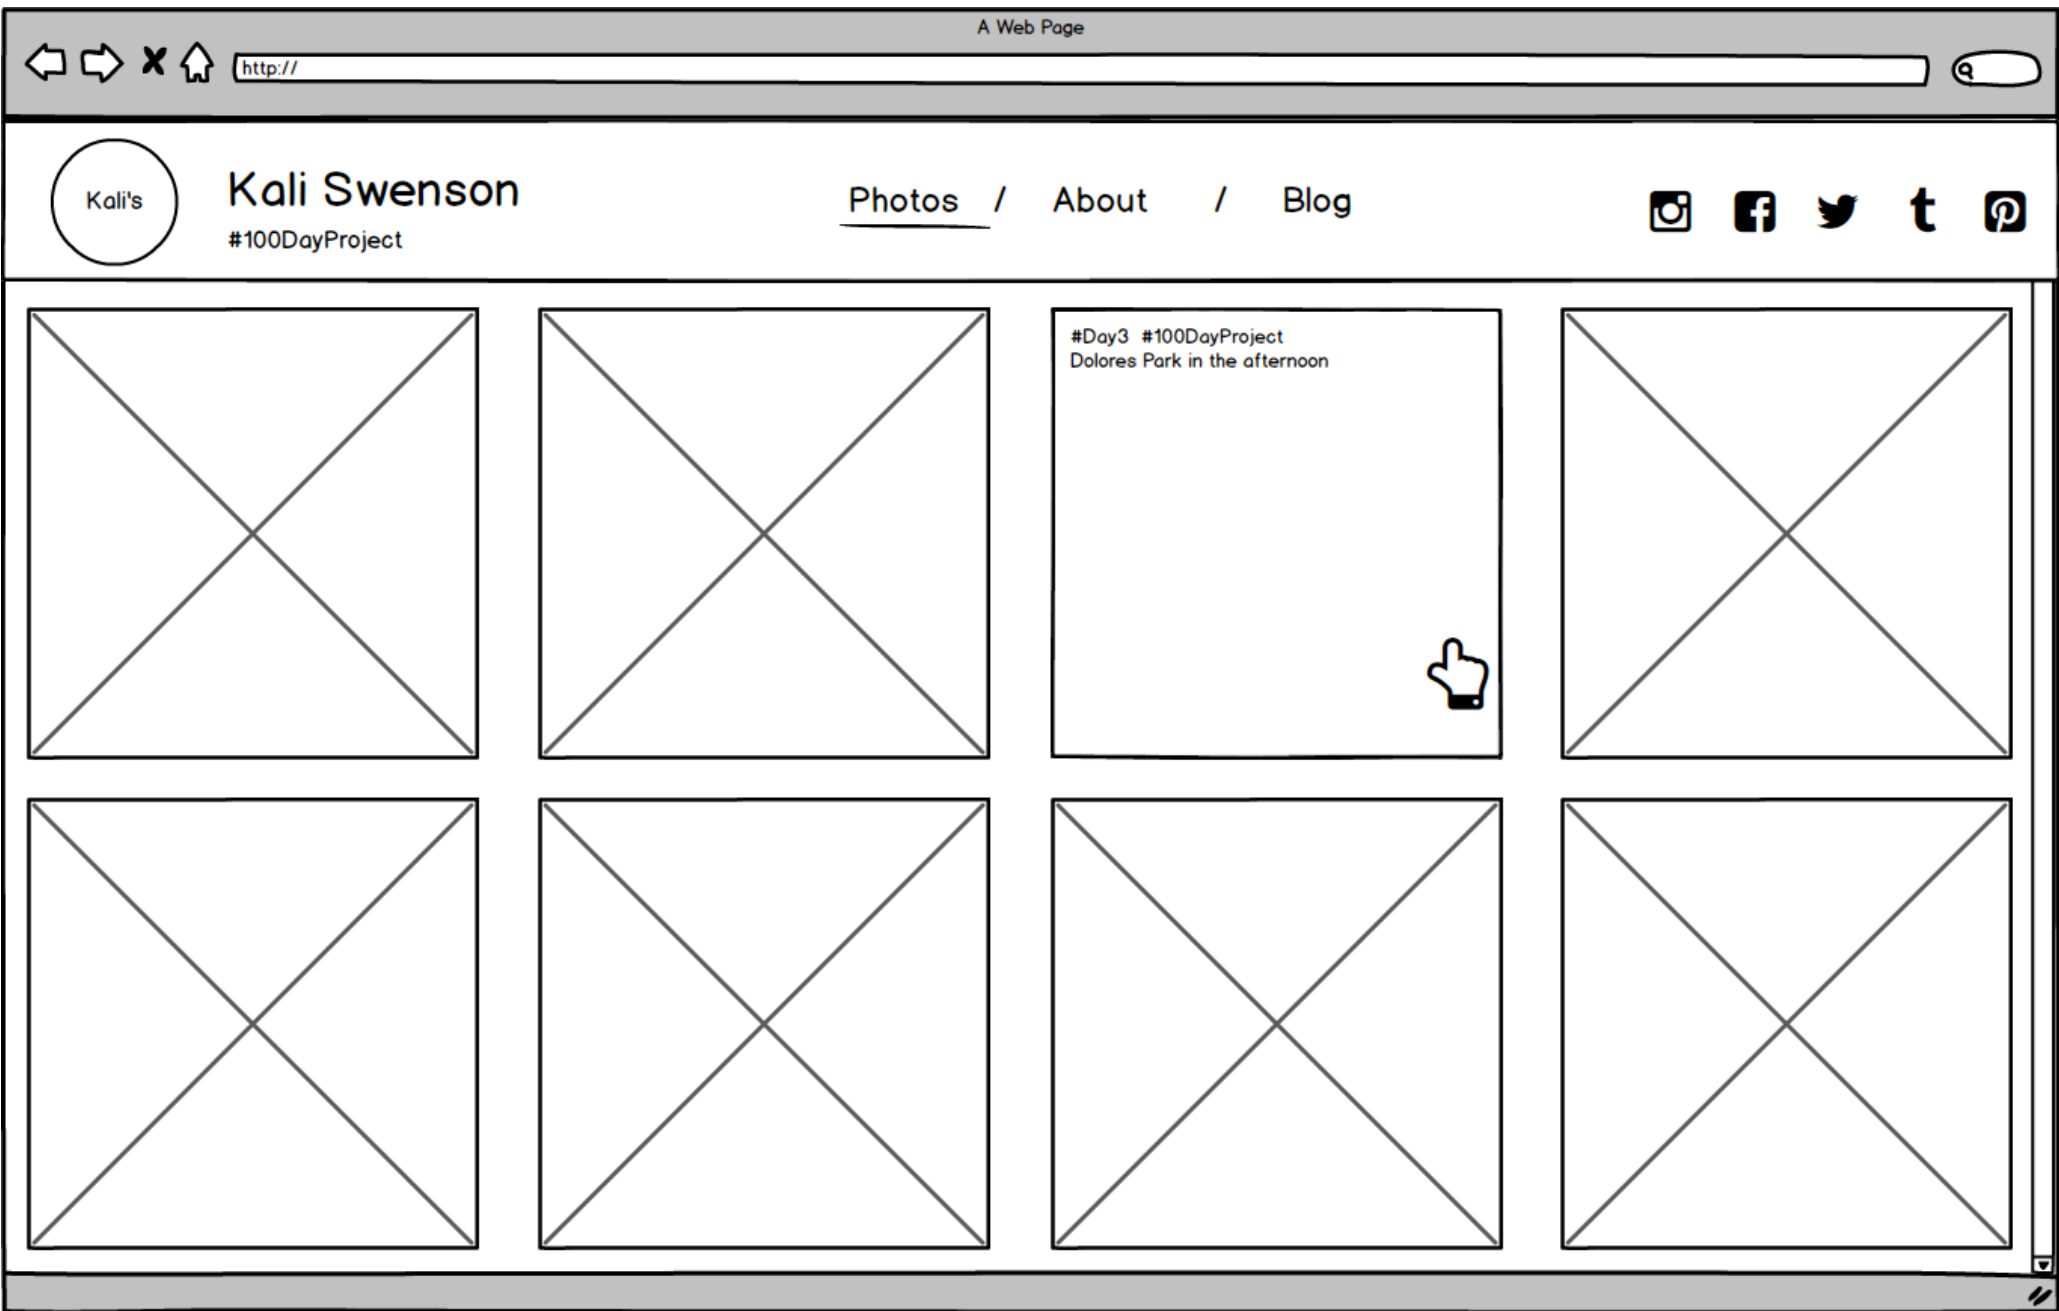 A Web Page
http://
Kali's
Kali Swenson
#100DayProject
Photos / About / Blog
#Day3 #100DayProject
Dolores Park in the afternoon